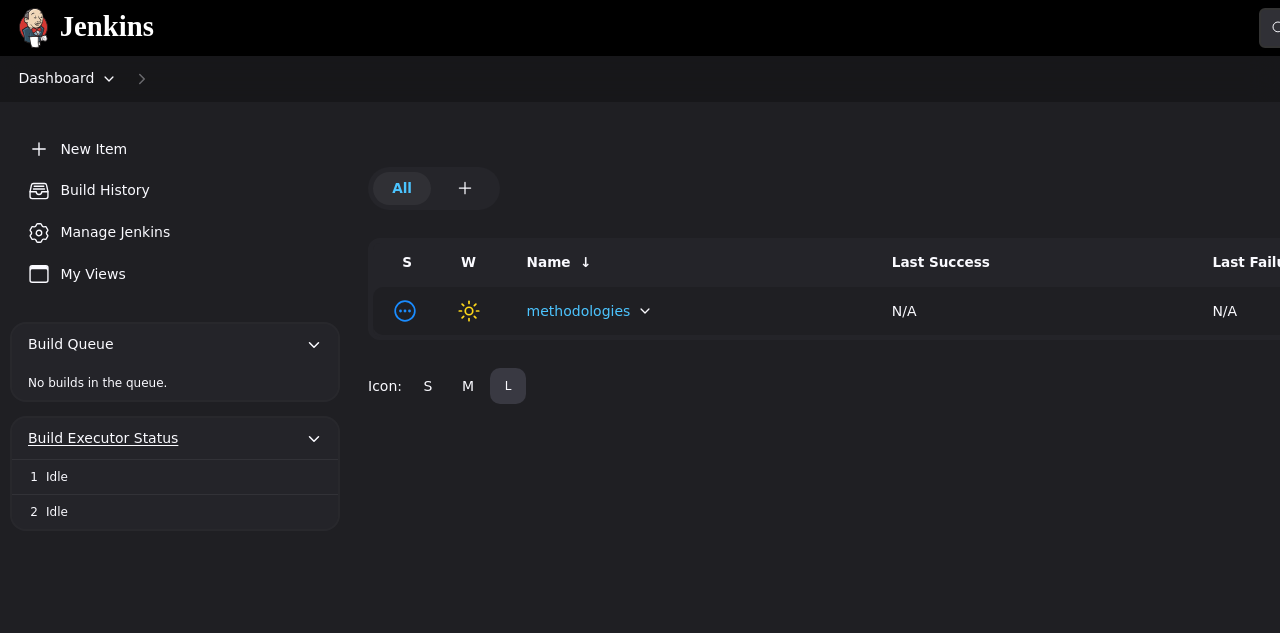 Jenkins
Dashboard
New Item
Build History
Manage Jenkins
My Views
Build Queue
No builds in the queue.
Build Executor Status
1 Idle
2 Idle
All
S W Name ↓ Last Success Last Failu
methodologies N/A N/A
Icon: S M L